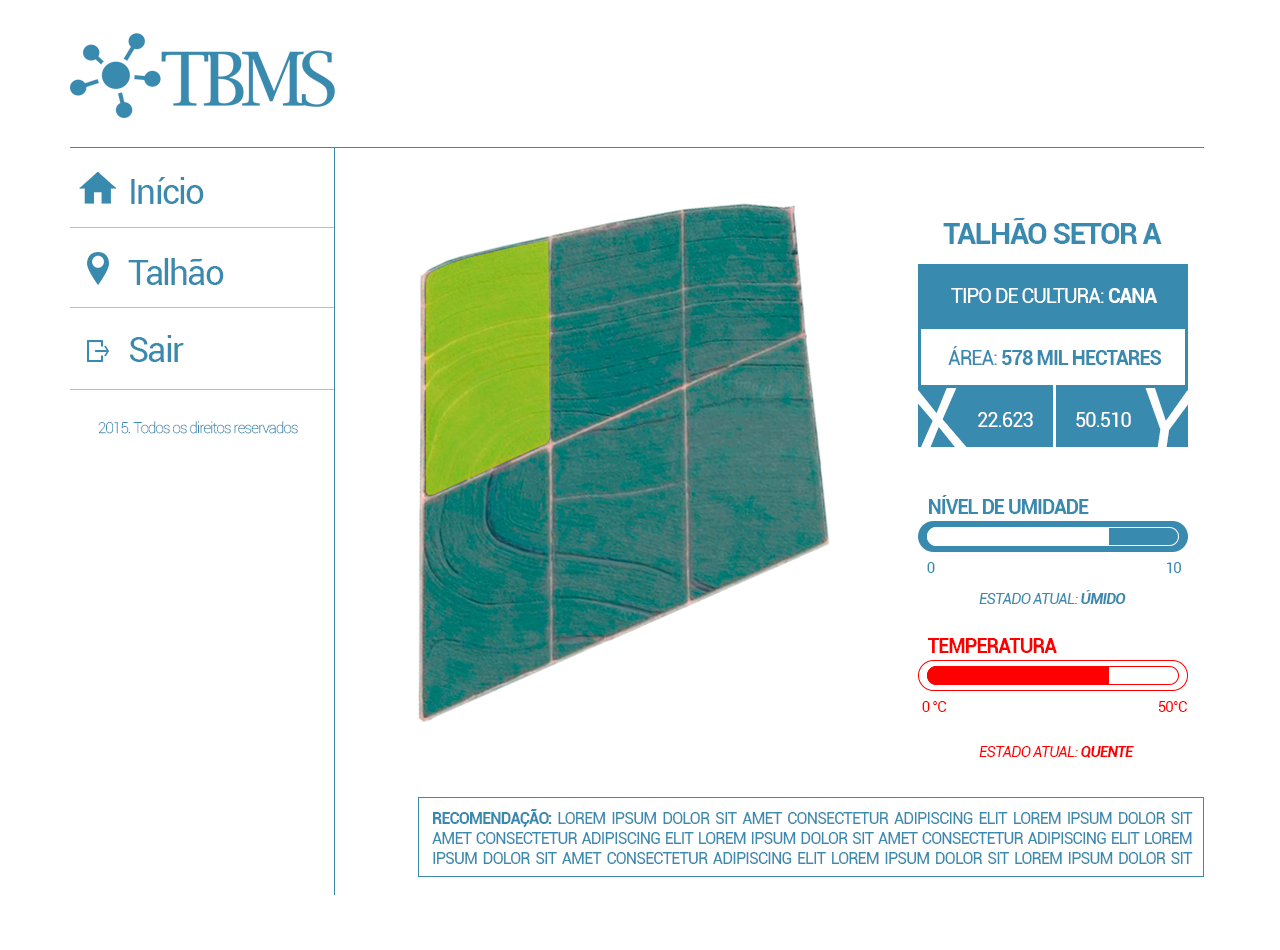 TBMS
Início
Talhão
Sair
2015. Todos os direitos reservados
TALHÃO SETOR A
TIPO DE CULTURA: CANA
ÁREA: 578 MIL HECTARES
X 22.623 50.510 Y
NÍVEL DE UMIDADE
0 10
ESTADO ATUAL: ÚMIDO
TEMPERATURA
0 °C 50°C
ESTADO ATUAL: QUENTE
RECOMENDAÇÃO: LOREM IPSUM DOLOR SIT AMET CONSECTETUR ADIPISCING ELIT LOREM IPSUM DOLOR SIT
AMET CONSECTETUR ADIPISCING ELIT LOREM IPSUM DOLOR SIT AMET CONSECTETUR ADIPISCING ELIT LOREM
IPSUM DOLOR SIT AMET CONSECTETUR ADIPISCING ELIT LOREM IPSUM DOLOR SIT LOREM IPSUM DOLOR SIT